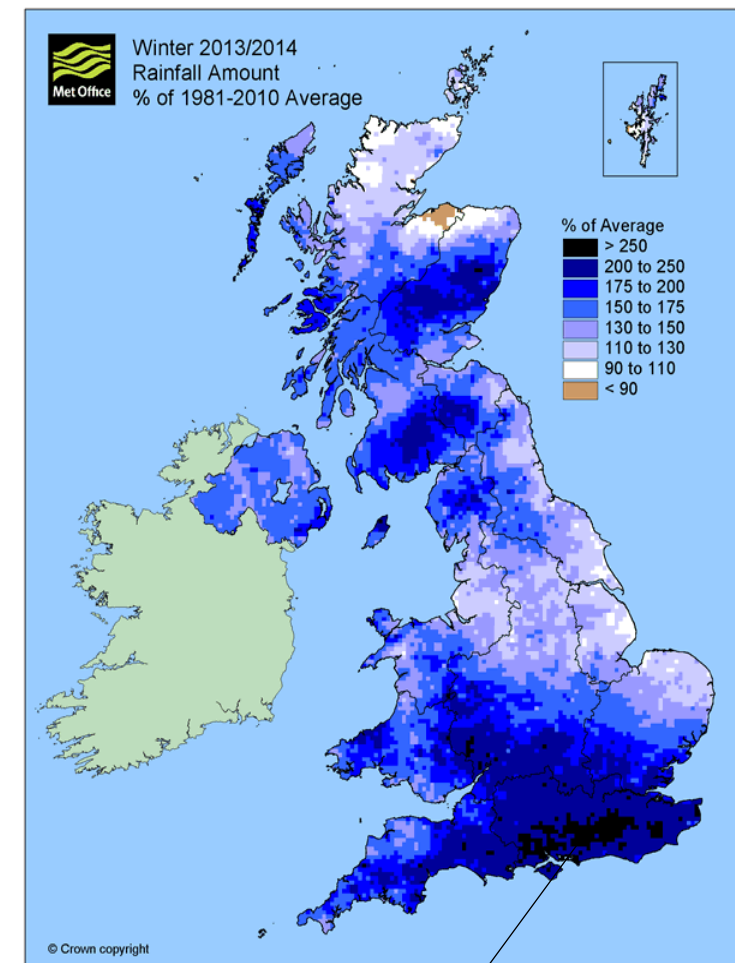 Met Office
Winter 2013/2014
Rainfall Amount
% of 1981-2010 Average
% of Average
> 250
200 to 250
175 to 200
150 to 175
130 to 150
110 to 130
90 to 110
< 90
© Crown copyright